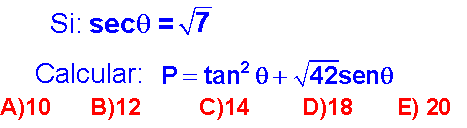 Si: secθ = √7
Calcular: P = tan² θ + √42senθ
A)10 B)12 C)14 D)18 E) 20